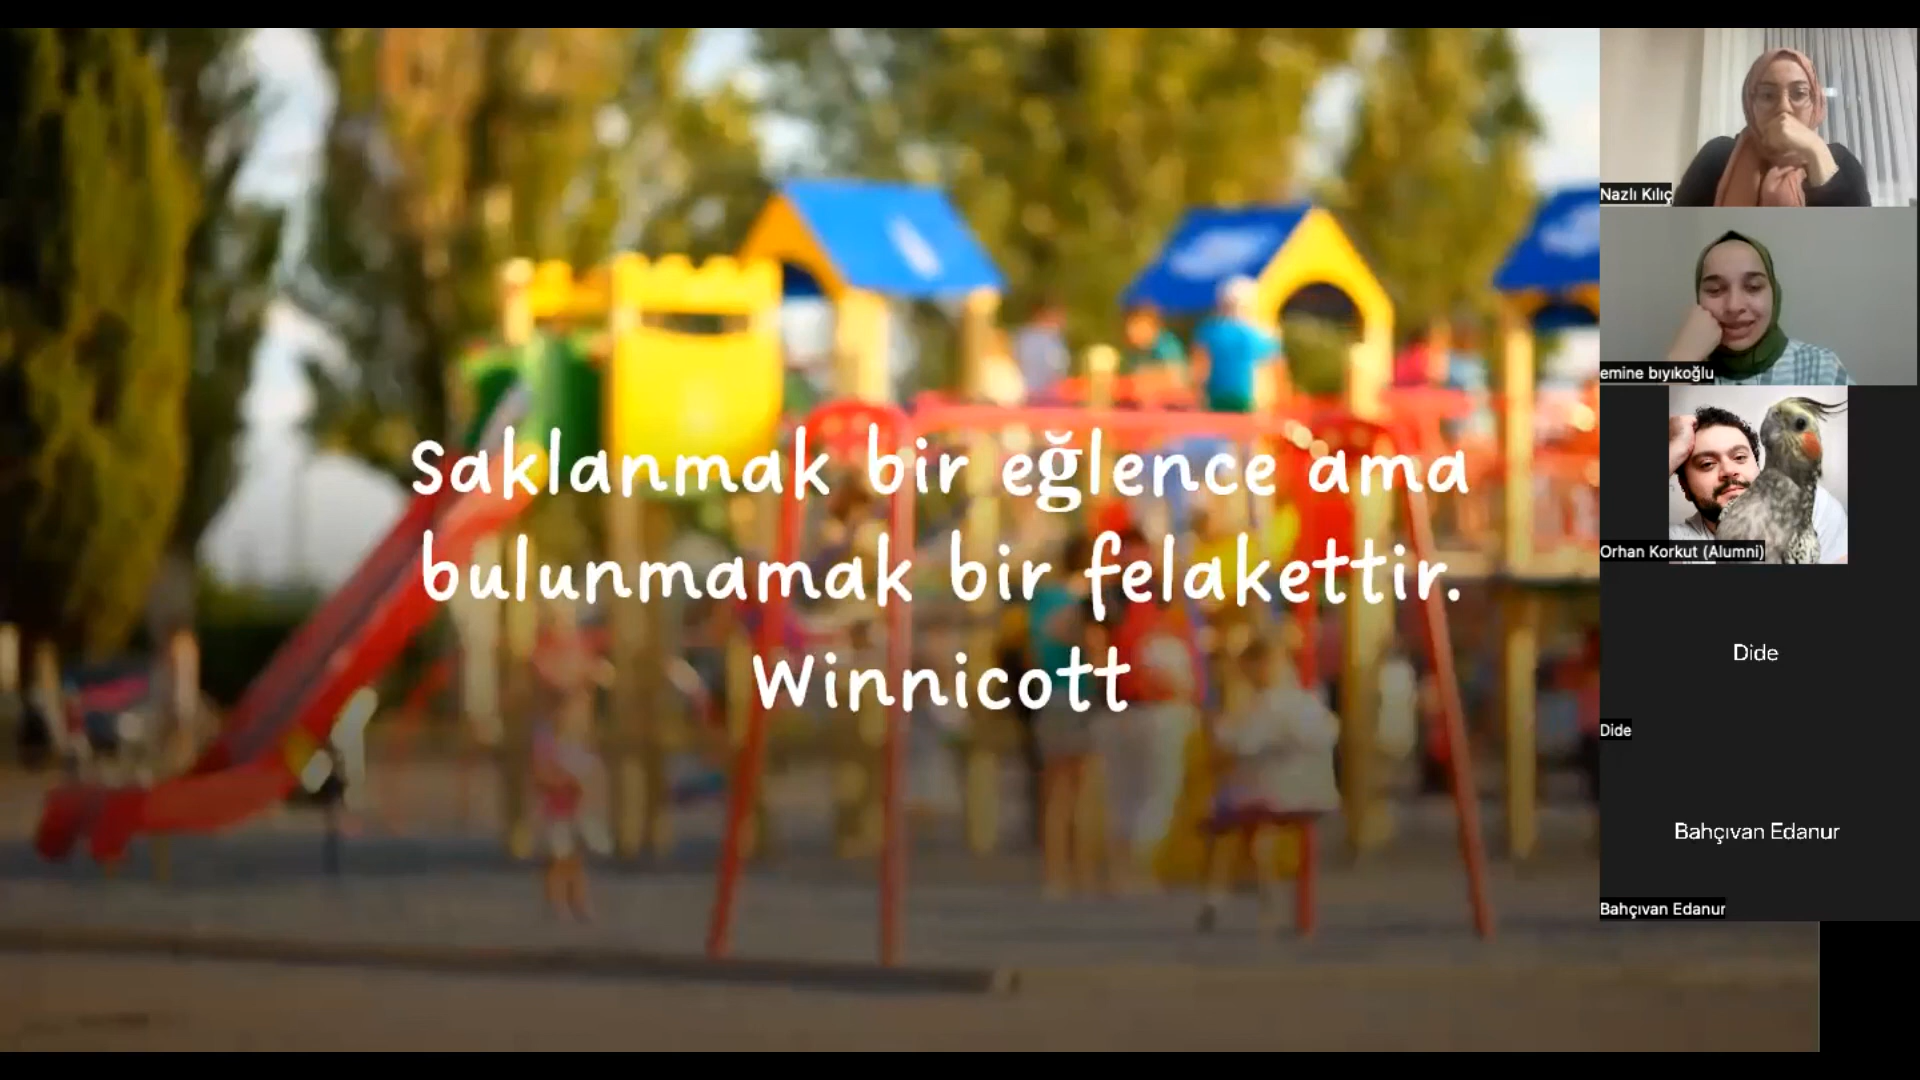 Saklanmak bir eğlence ama
bulunmamak bir felakettir.
Winnicott
Nazlı Kılıç
emine bıyıkoğlu
Orhan Korkut (Alumni)
Dide
Dide
Bahçıvan Edanur
Bahçıvan Edanur